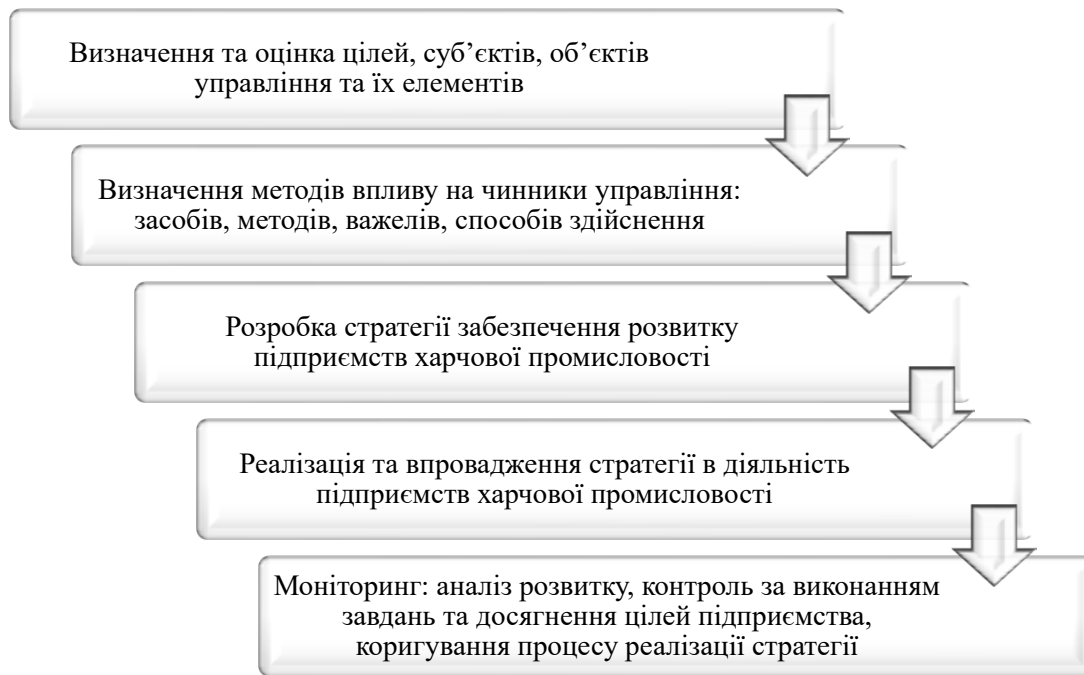 Визначення та оцінка цілей, суб’єктів, об’єктів
управління та їх елементів
Визначення методів впливу на чинники управління:
засобів, методів, важелів, способів здійснення
Розробка стратегії забезпечення розвитку
підприємств харчової промисловості
Реалізація та впровадження стратегії в діяльність
підприємств харчової промисловості
Моніторинг: аналіз розвитку, контроль за виконанням
завдань та досягнення цілей підприємства,
коригування процесу реалізації стратегії